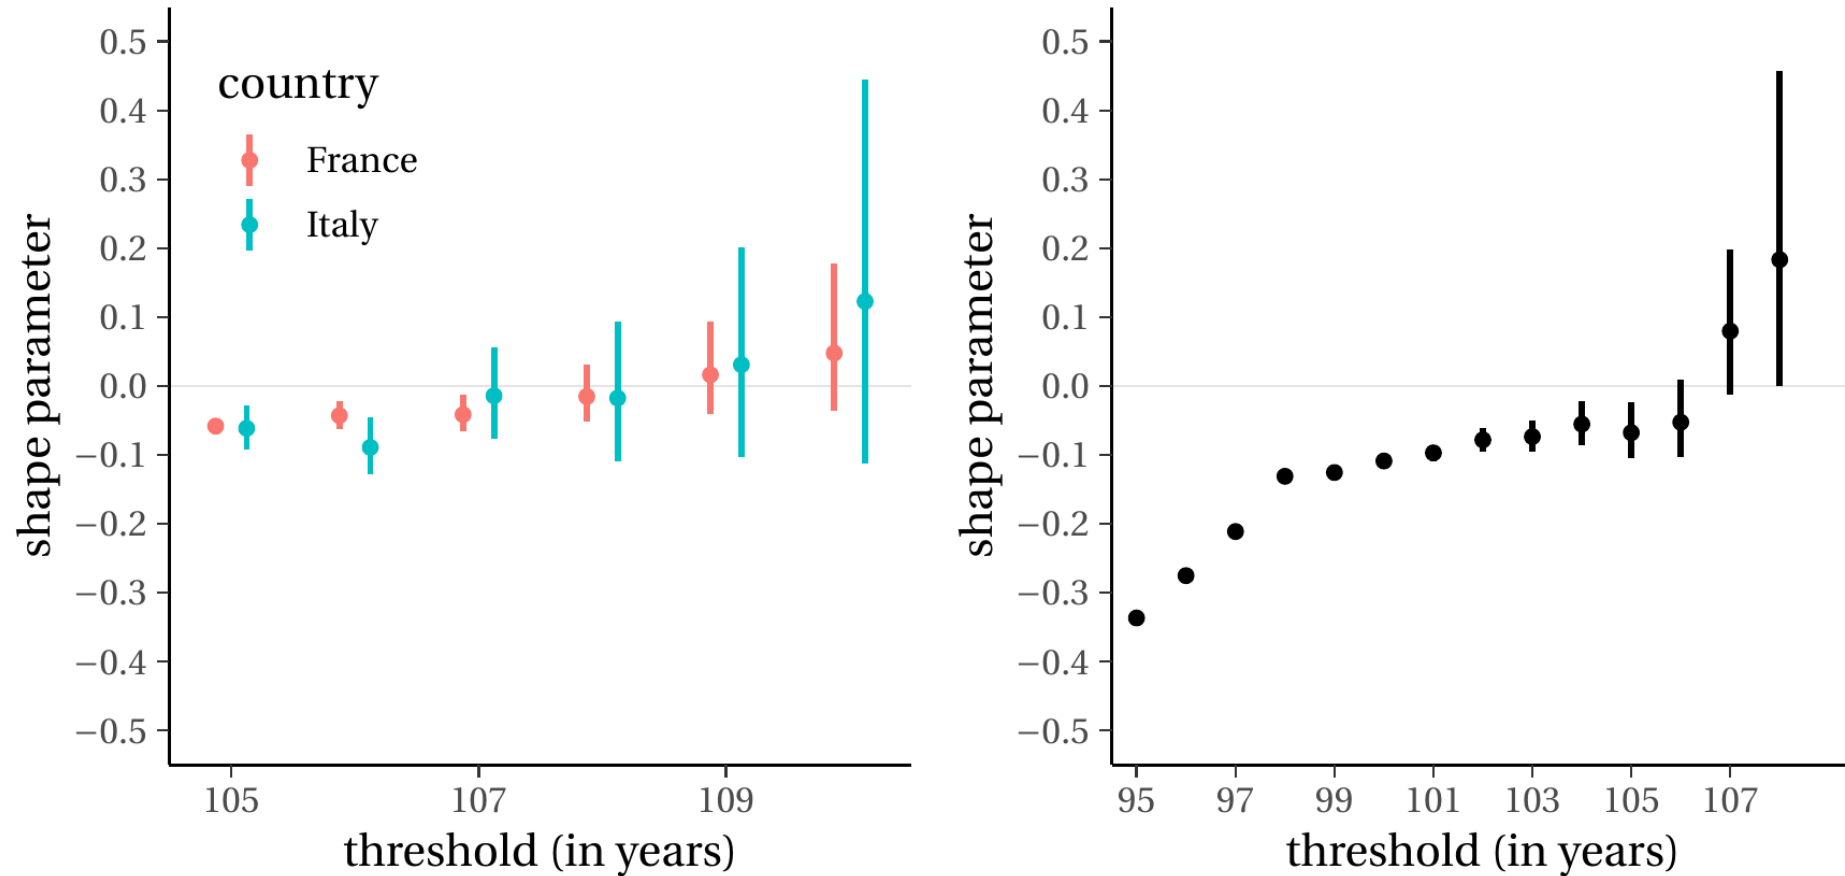 0.5
0.4
0.3
0.2
0.1
0.0
−0.1
−0.2
−0.3
−0.4
−0.5
shape parameter
country
France
Italy
105 107 109
threshold (in years)
0.5
0.4
0.3
0.2
0.1
0.0
−0.1
−0.2
−0.3
−0.4
−0.5
shape parameter
95 97 99 101 103 105 107
threshold (in years)